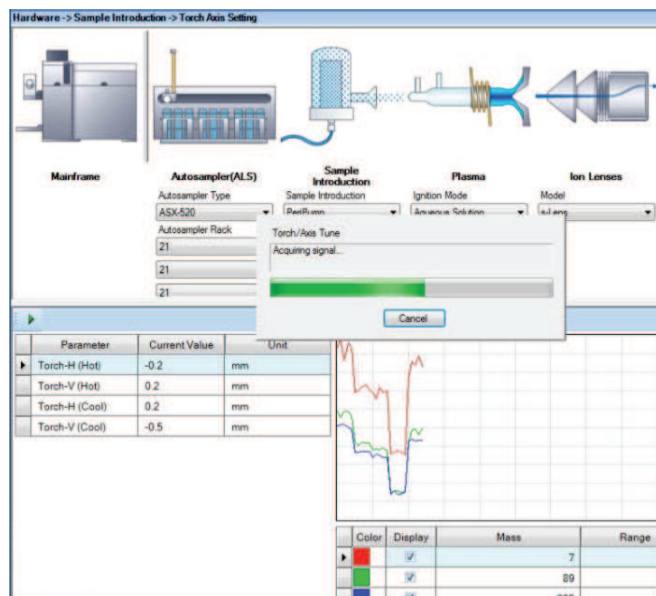 Hardware -> Sample Introduction -> Torch Axis Setting
Mainframe
Autosampler(ALS)
Sample
Introduction
Plasma
Ion Lenses
Autosampler Type
Sample Introduction
Ignition Mode
Model
ASX-520
PeriPump
Aqueous Solution
s-Lens
Autosampler Rack
21
21
21
Torch/Axis Tune
Acquiring signal...
Cancel
Parameter Current Value Unit
Torch-H (Hot) -0.2 mm
Torch-V (Hot) 0.2 mm
Torch-H (Cool) 0.2 mm
Torch-V (Cool) -0.5 mm
Color Display Mass Range
7
89